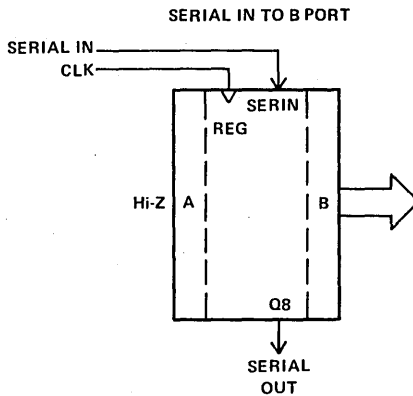 SERIAL IN TO B PORT
SERIAL IN
CLK
SERIN
REG
Hi-Z A B
Q8
SERIAL
OUT